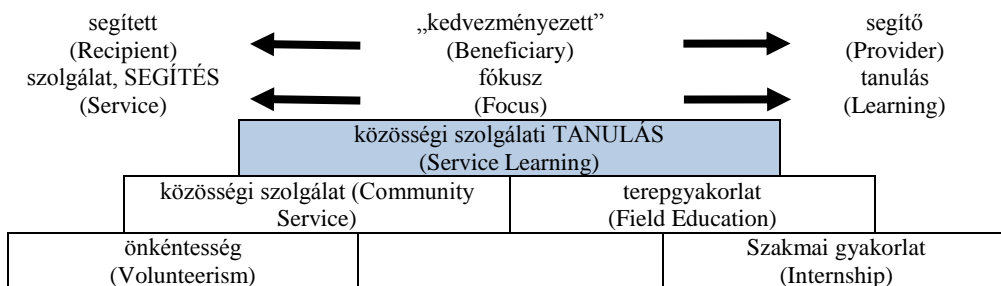 segített „kedvezményezett” segítő
(Recipient) (Beneficiary) (Provider)
szolgálat, SEGÍTÉS fókusz tanulás
(Service) (Focus) (Learning)
közösségi szolgálati TANULÁS
(Service Learning)
közösségi szolgálat (Community terepgyakorlat
Service) (Field Education)
önkéntesség Szakmai gyakorlat
(Volunteerism) (Internship)